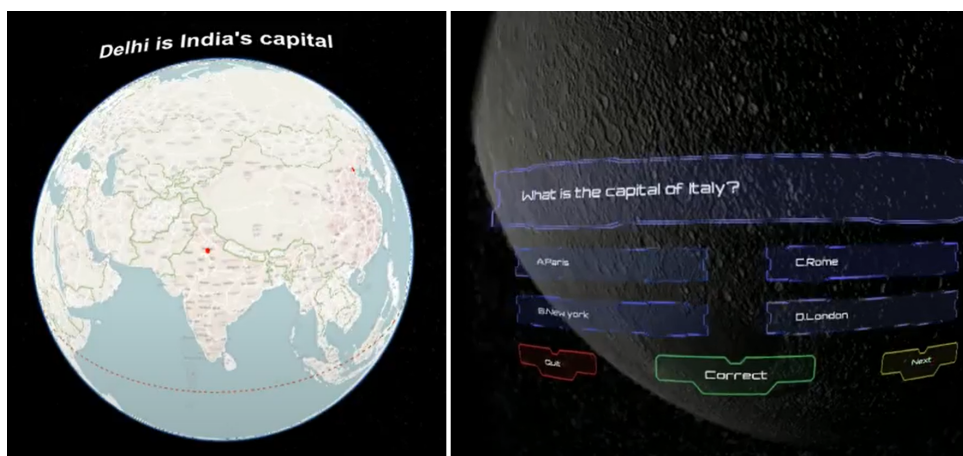 Delhi is India's capital
What is the capital of Italy?
A.Paris
C.Rome
B.New york
D.London
Quit
Correct
Next